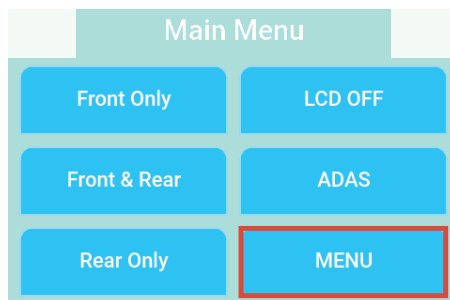 Main Menu
Front Only
LCD OFF
Front & Rear
ADAS
Rear Only
MENU